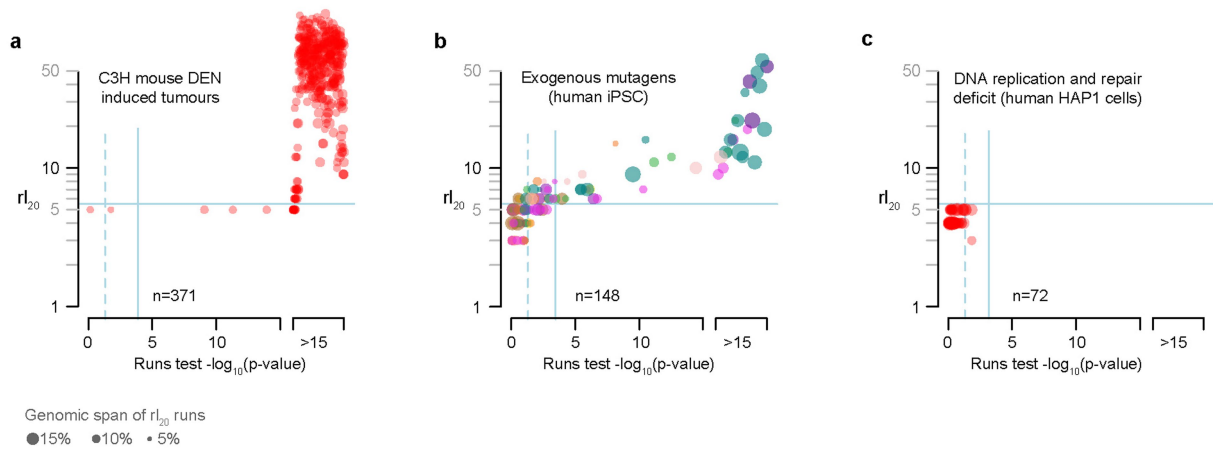 a
C3H mouse DEN
induced tumours
50
10
5
1
rl20
n=371
0 5 10 15 >15
Runs test -log10(p-value)
b
Exogenous mutagens
(human iPSC)
50
10
5
1
rl20
n=148
0 5 10 >15
Runs test -log10(p-value)
c
DNA replication and repair
deficit (human HAP1 cells)
50
10
5
1
rl20
n=72
0 5 10 >15
Runs test -log10(p-value)
Genomic span of rl20 runs
15% 10% 5%